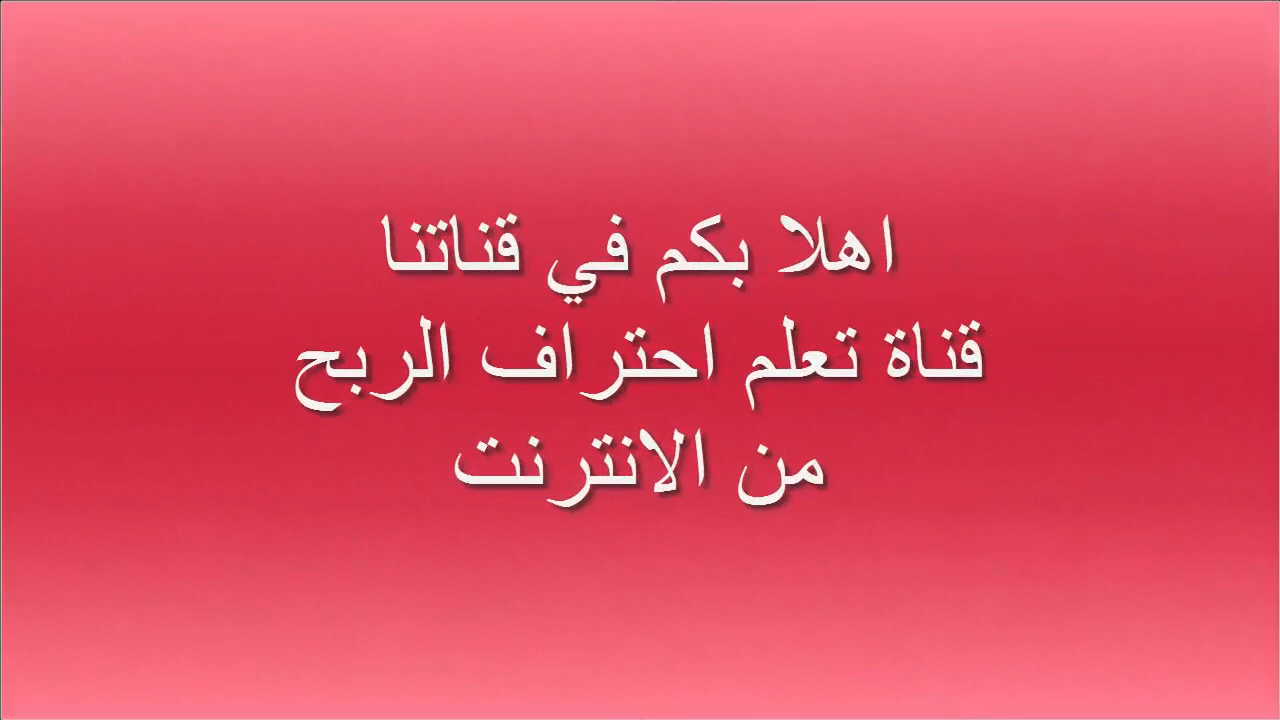 اهلا بكم في قناتنا
قناة تعلم احتراف الربح
من الانترنت